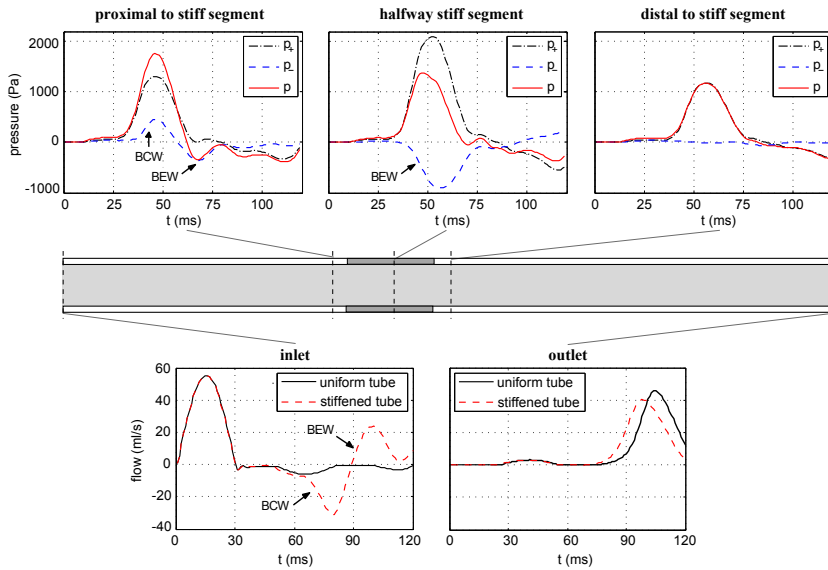 proximal to stiff segment
halfway stiff segment
distal to stiff segment
pressure (Pa)
2000
1000
0
-1000
p+
p−
p
BCW
BEW
0 25 50 75 100
t (ms)
p+
p−
p
BEW
0 25 50 75 100
t (ms)
p+
p−
p
0 25 50 75 100
t (ms)
inlet
flow (ml/s)
60
40
20
0
-20
-40
uniform tube
stiffened tube
BEW
BCW
0 30 60 90 120
t (ms)
outlet
uniform tube
stiffened tube
0 30 60 90 120
t (ms)